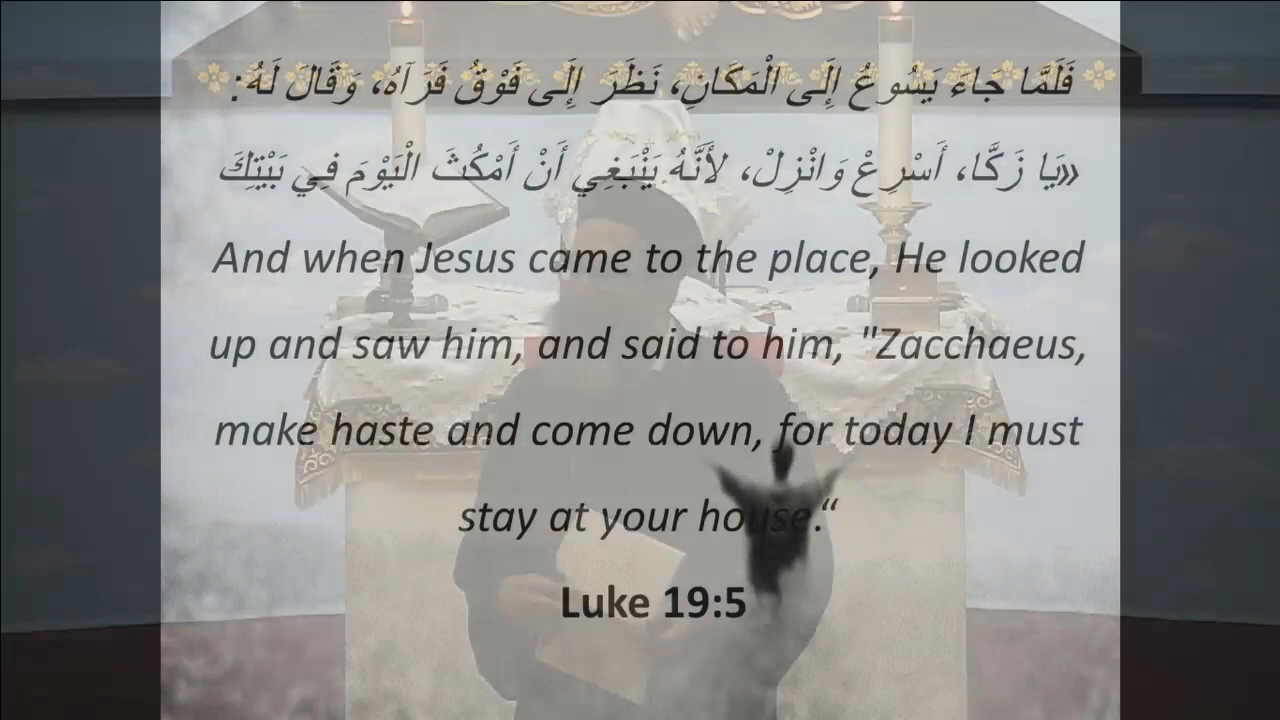 فَلَمَّا جَاءَ يَسُوعُ إِلَى الْمَكَانِ، نَظَرَ إِلَى فَوْقُ فَرَآهُ، وَقَالَ لَهُ:
«يَا زَكَّا، أَسْرِعْ وَانْزِلْ، لأَنَّهُ يَنْبَغِي أَنْ أَمْكُثَ الْيَوْمَ فِي بَيْتِكَ
And when Jesus came to the place, He looked
up and saw him, and said to him, "Zacchaeus,
make haste and come down, for today I must
stay at your house.“
Luke 19:5